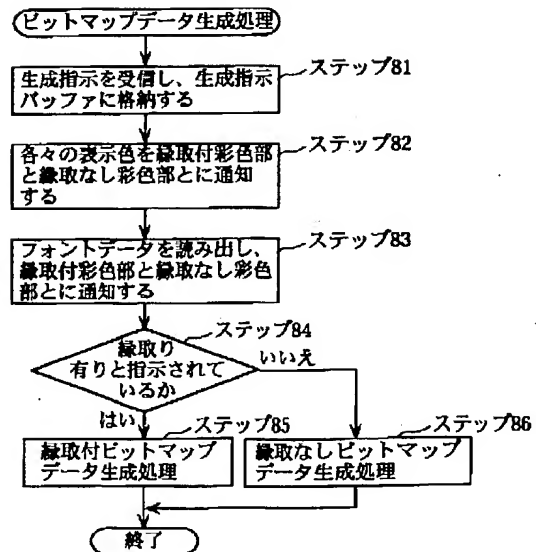 ビットマップデータ生成処理
生成指示を受信し、生成指示
バッファに格納する
ステップ81
各々の表示色を縁取付彩色部
と縁取なし彩色部とに通知
する
ステップ82
フォントデータを読み出し、
縁取付彩色部と縁取なし彩色
部とに通知する
ステップ83
ステップ84
縁取り
有りと指示されて
いるか
いいえ
はい
ステップ85
縁取付ビットマップ
データ生成処理
ステップ86
縁取なしビットマップ
データ生成処理
終了